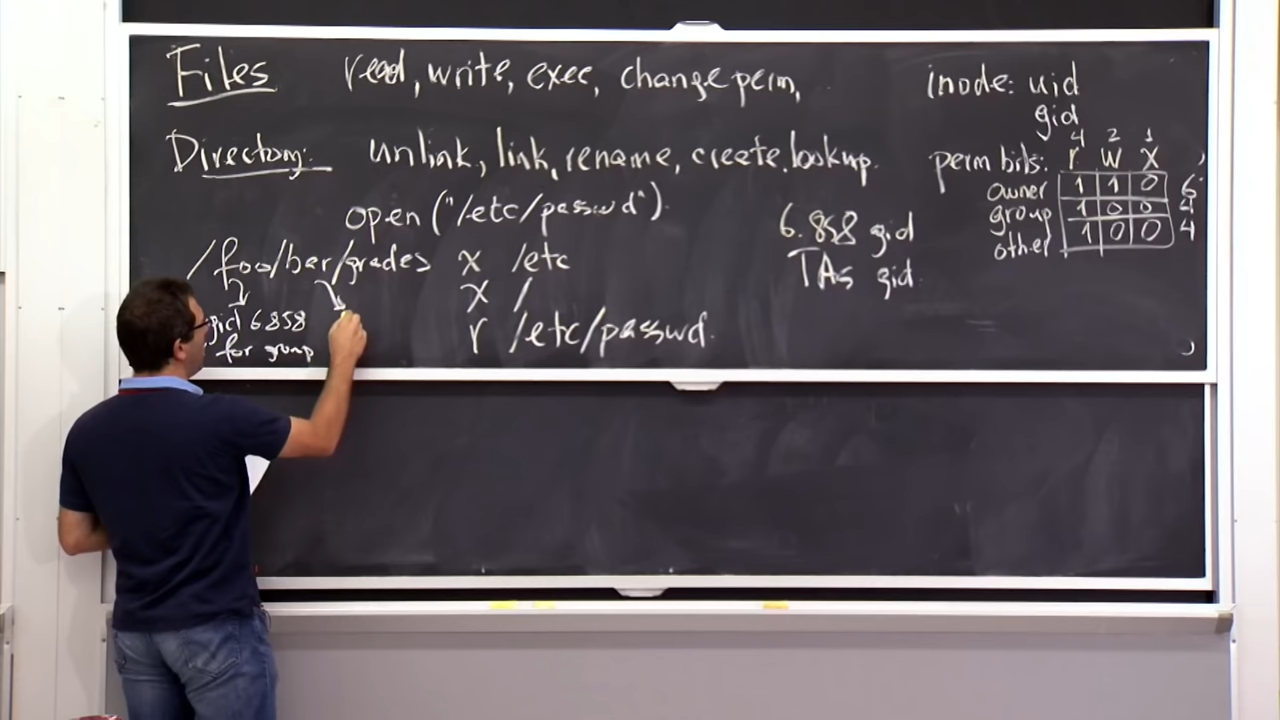 Files read, write, exec, change perm,
Directory: unlink, link, rename, create. lookup.
open ("/etc/passwd").
/foo/bar/grades x /etc
x /
r /etc/passwd.
gid 6858
for group
6.858 gid
TAs gid.
inode: uid
gid
4 2 1
perm bits: r w x
owner 1 1 0 6
group 1 0 0 4
other 1 0 0 4